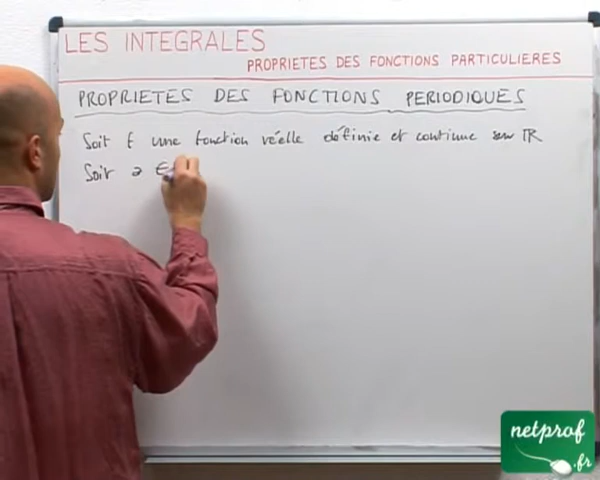 LES INTEGRALES
PROPRIETES DES FONCTIONS PARTICULIERES
PROPRIETES DES FONCTIONS PERIODIQUES
Soit f une fonction réelle définie et continue sur IR
Soit a ∈
netprof
.fr